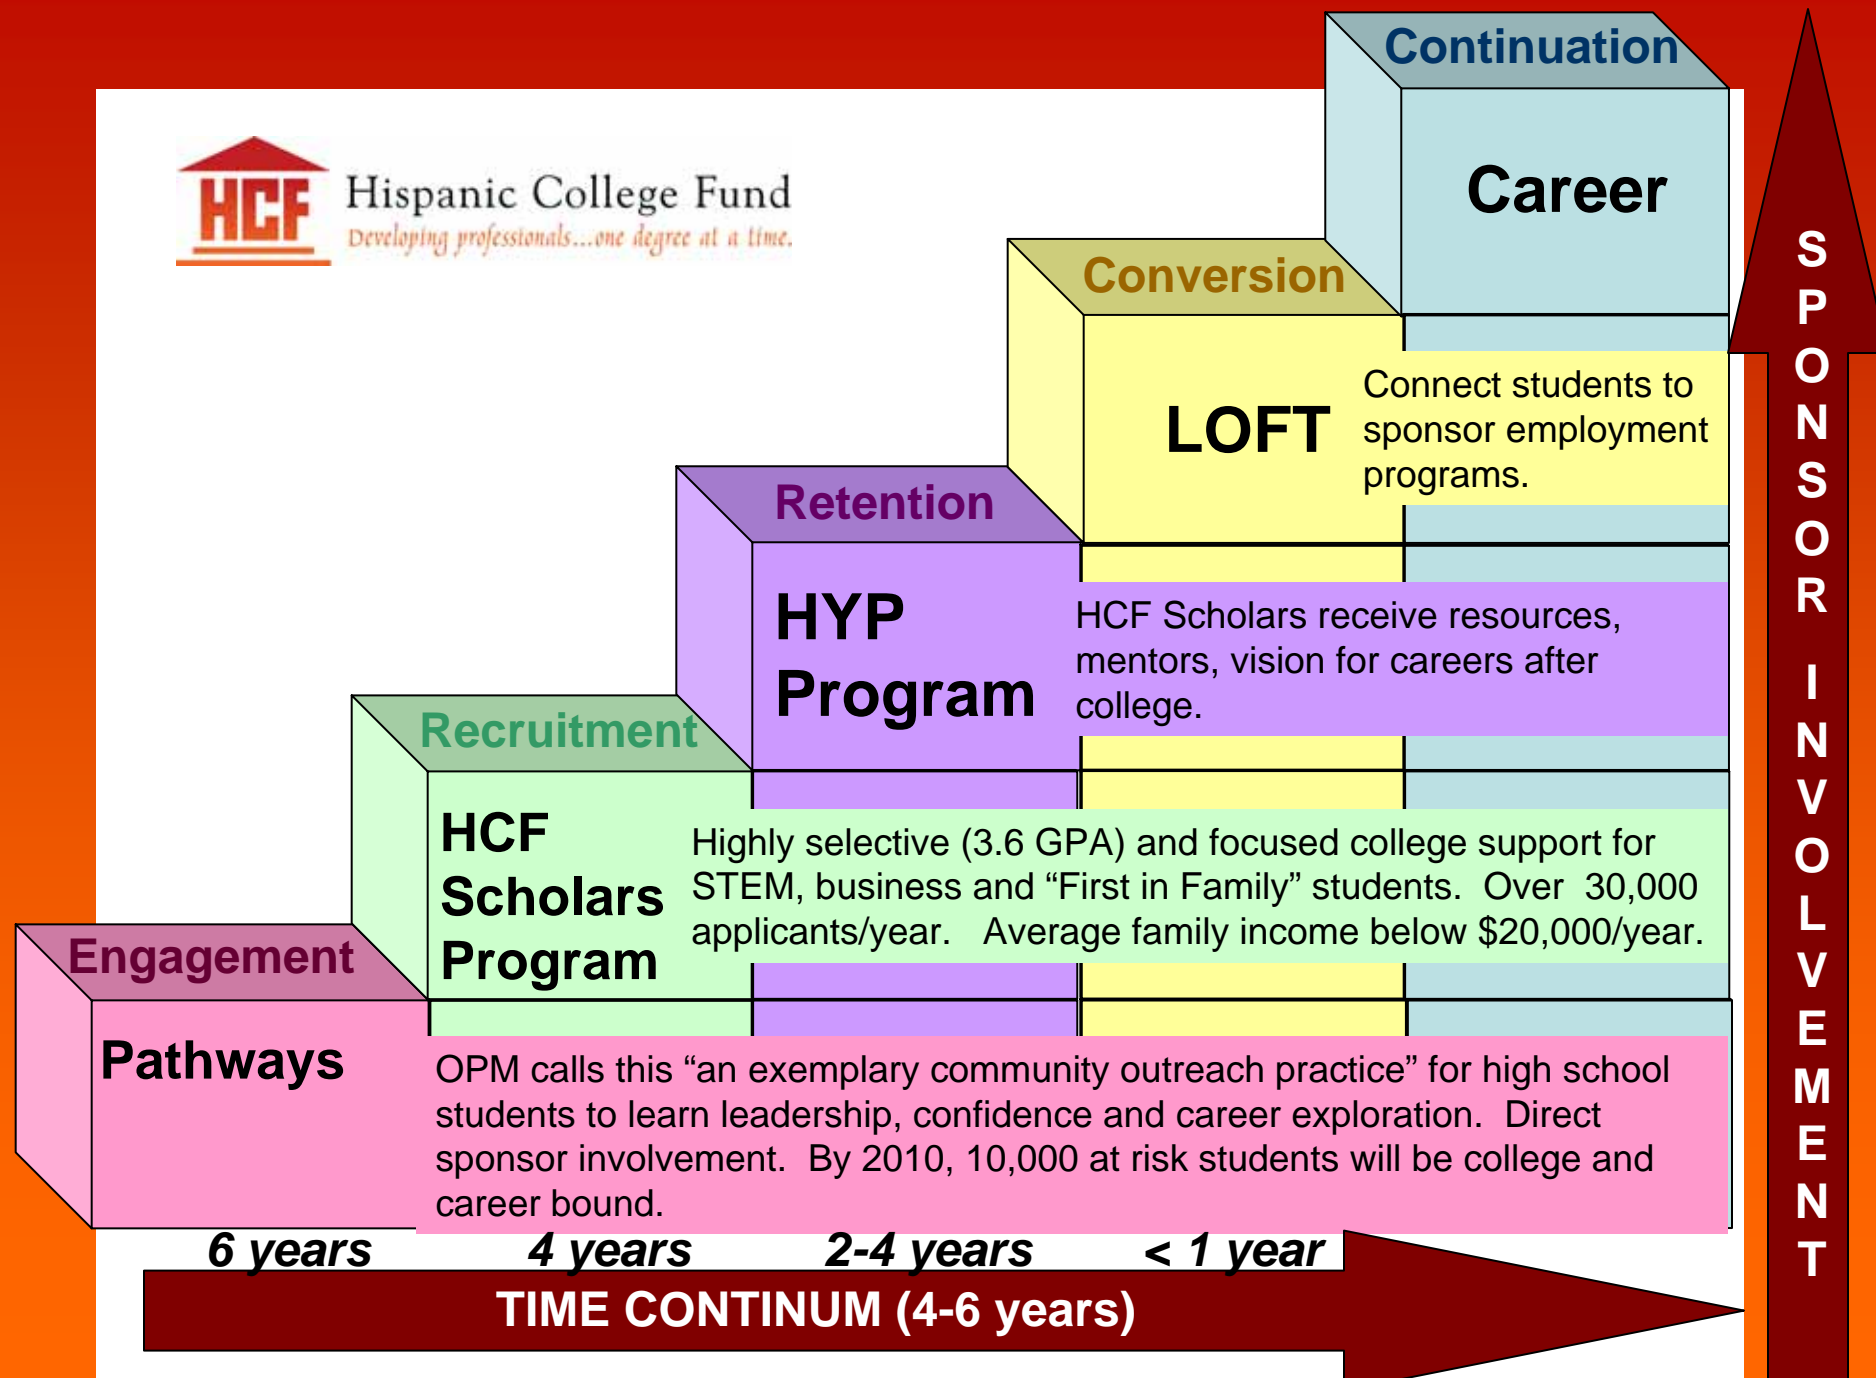 Continuation
Career
HCF
Hispanic College Fund
Developing professionals...one degree at a time.
Conversion
LOFT
Connect students to
sponsor employment
programs.
Retention
HYP
Program
HCF Scholars receive resources,
mentors, vision for careers after
college.
Recruitment
HCF
Scholars
Program
Highly selective (3.6 GPA) and focused college support for
STEM, business and “First in Family” students.  Over  30,000
applicants/year.   Average family income below $20,000/year.
Engagement
Pathways
OPM calls this “an exemplary community outreach practice” for high school
students to learn leadership, confidence and career exploration.  Direct
sponsor involvement.  By 2010, 10,000 at risk students will be college and
career bound.
6 years
4 years
2-4 years
< 1 year
TIME CONTINUM (4-6 years)
SPONSOR INVOLVEMENT